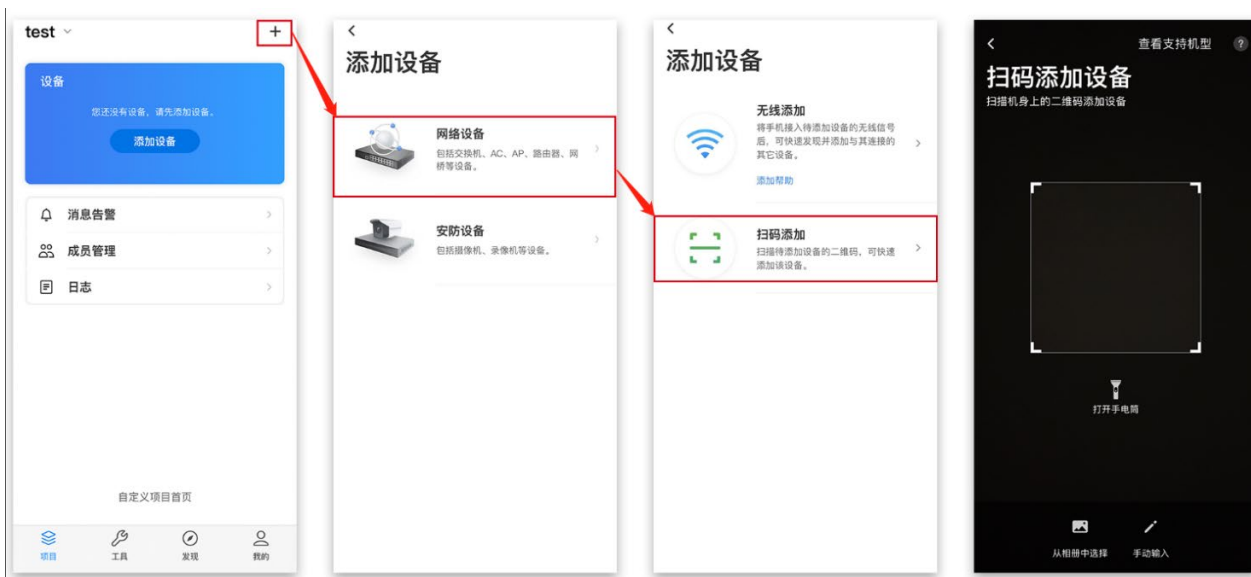 test
设备
您还没有设备，请先添加设备。
添加设备
消息告警
成员管理
日志
自定义项目首页
项目
工具
发现
我的
添加设备
网络设备
包括交换机、AC、AP、路由器、网
桥等设备。
安防设备
包括摄像机、录像机等设备。
添加设备
无线添加
将手机接入待添加设备的无线信号
后，可快速发现并添加与其连接的
其它设备。
添加帮助
扫码添加
扫描待添加设备的二维码，可快速
添加该设备。
查看支持机型
?
扫码添加设备
扫描机身上的二维码添加设备
打开手电筒
从相册中选择
手动输入